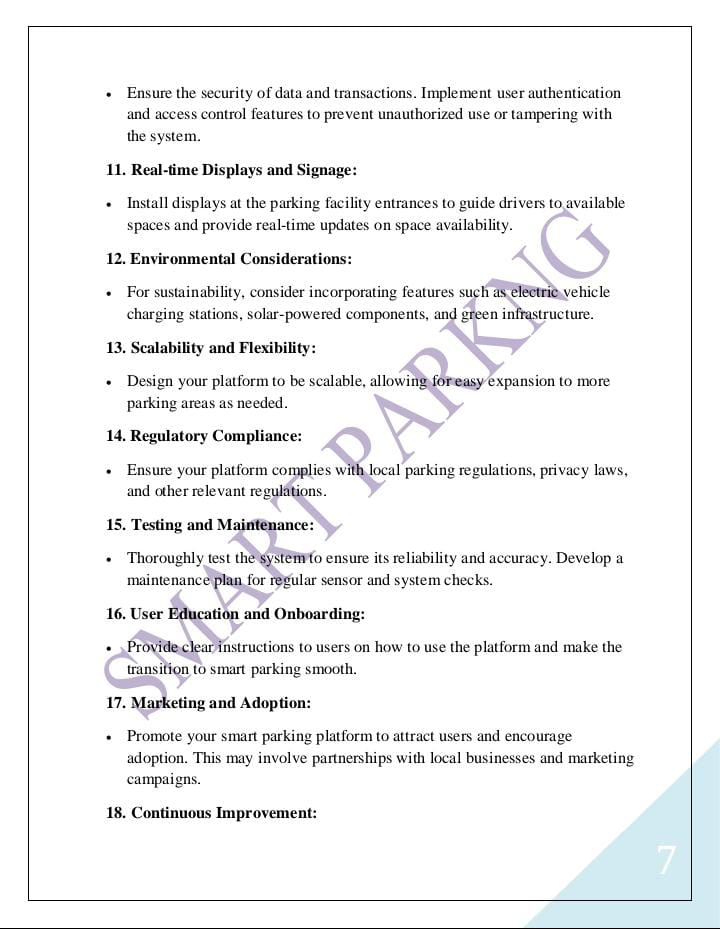 • Ensure the security of data and transactions. Implement user authentication
and access control features to prevent unauthorized use or tampering with
the system.
11. Real-time Displays and Signage:
• Install displays at the parking facility entrances to guide drivers to available
spaces and provide real-time updates on space availability.
12. Environmental Considerations:
• For sustainability, consider incorporating features such as electric vehicle
charging stations, solar-powered components, and green infrastructure.
13. Scalability and Flexibility:
• Design your platform to be scalable, allowing for easy expansion to more
parking areas as needed.
14. Regulatory Compliance:
• Ensure your platform complies with local parking regulations, privacy laws,
and other relevant regulations.
15. Testing and Maintenance:
• Thoroughly test the system to ensure its reliability and accuracy. Develop a
maintenance plan for regular sensor and system checks.
16. User Education and Onboarding:
• Provide clear instructions to users on how to use the platform and make the
transition to smart parking smooth.
17. Marketing and Adoption:
• Promote your smart parking platform to attract users and encourage
adoption. This may involve partnerships with local businesses and marketing
campaigns.
18. Continuous Improvement:
SMART PARKNG
7